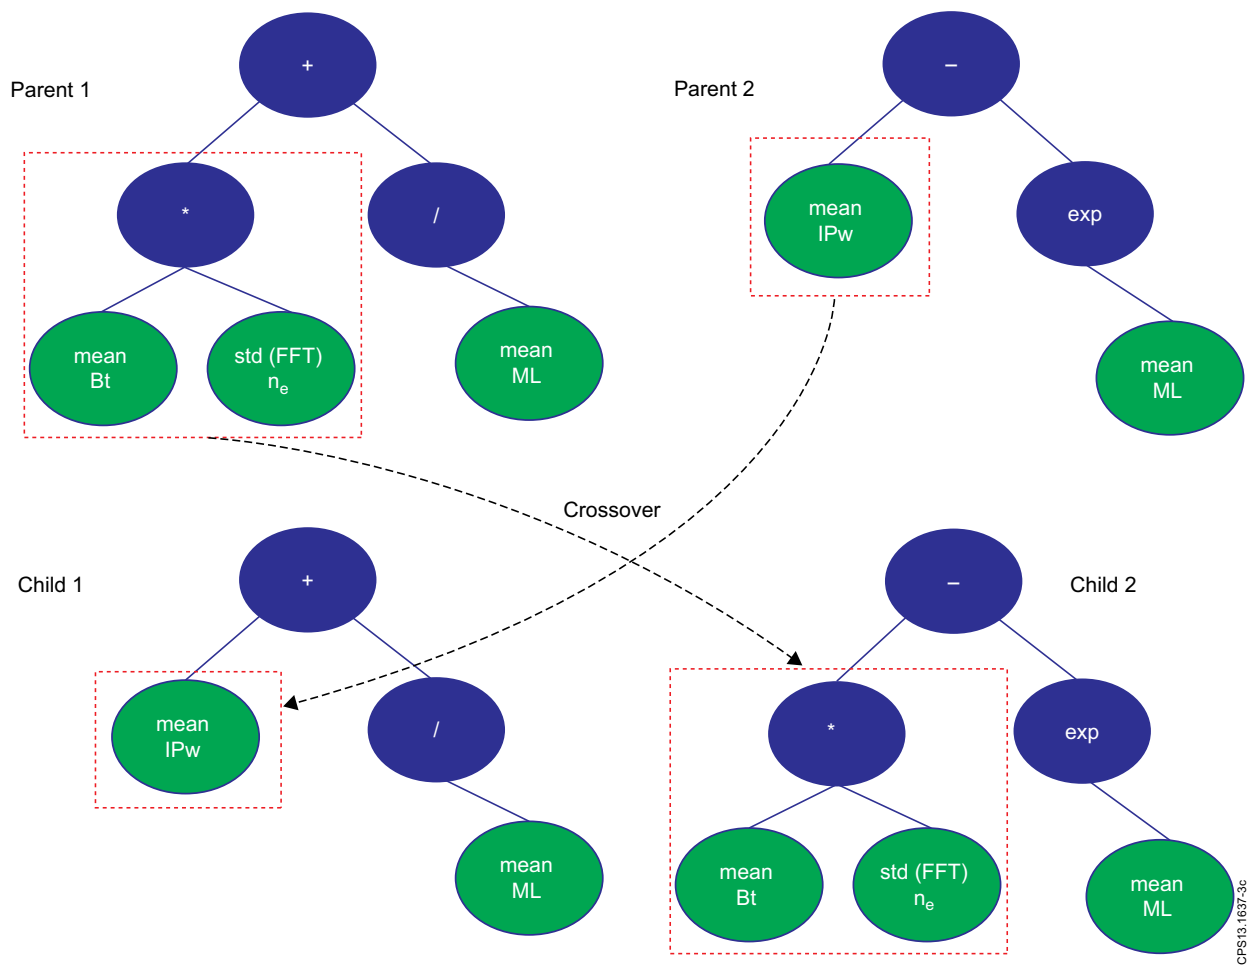 +
–
Parent 1
Parent 2
*
/
mean
IPw
exp
mean
Bt
std (FFT)
nₑ
mean
ML
mean
ML
Crossover
+
–
Child 1
Child 2
mean
IPw
/
*
exp
mean
ML
mean
Bt
std (FFT)
nₑ
mean
ML
CPS13.1637-3c